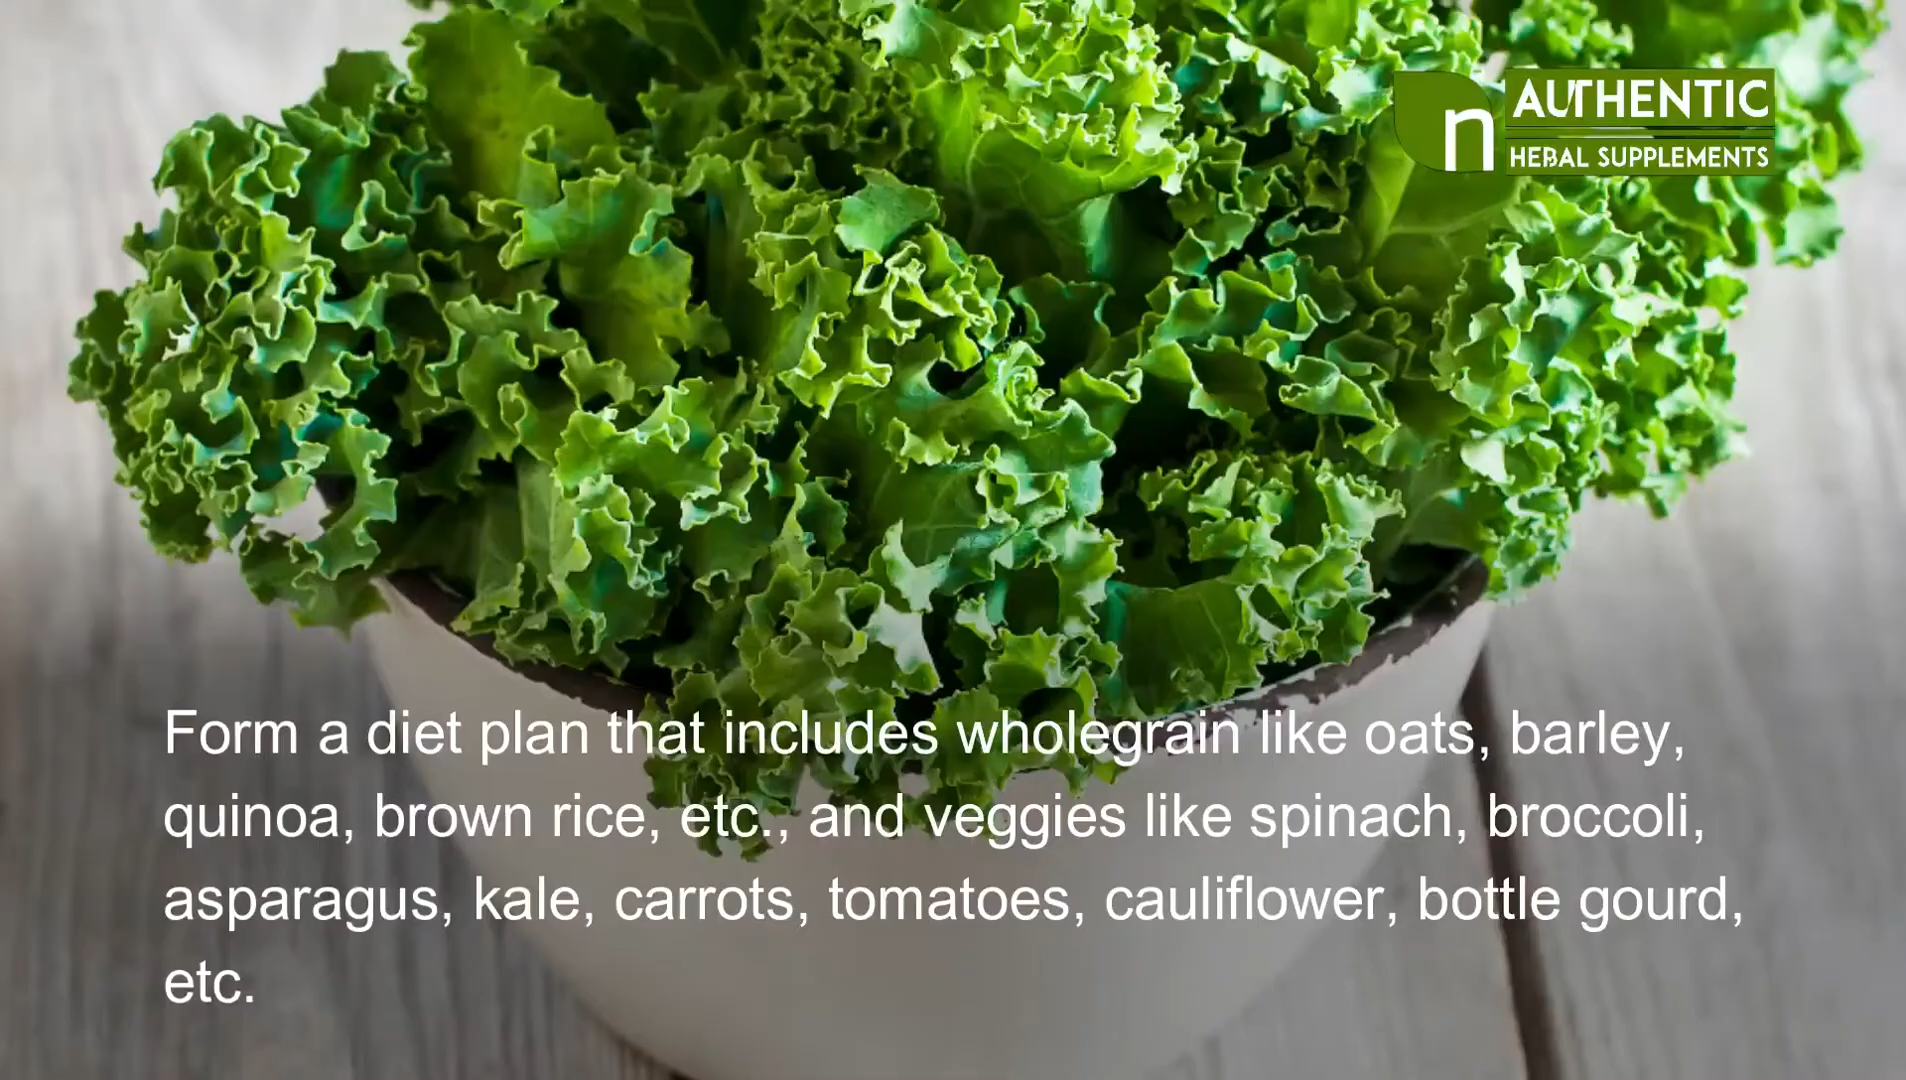 n
AUTHENTIC
HEBAL SUPPLEMENTS
Form a diet plan that includes wholegrain like oats, barley,
quinoa, brown rice, etc., and veggies like spinach, broccoli,
asparagus, kale, carrots, tomatoes, cauliflower, bottle gourd,
etc.